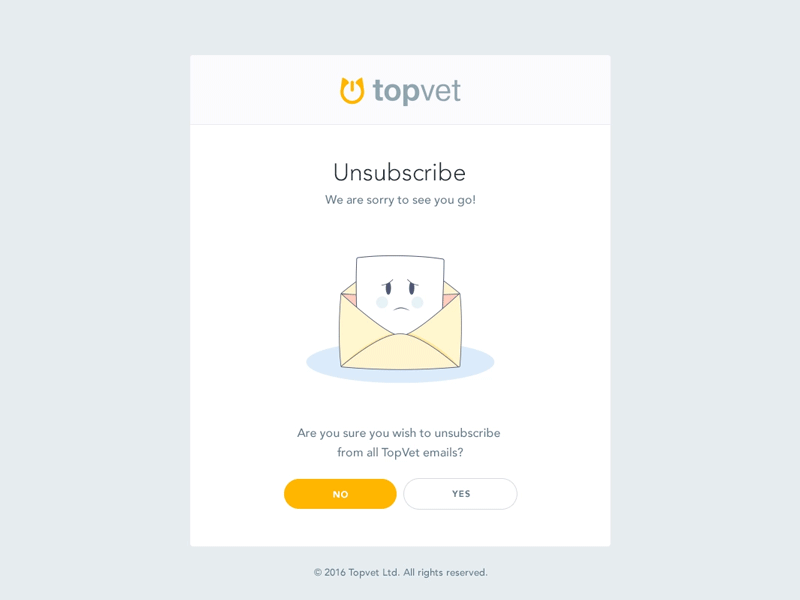 topvet
Unsubscribe
We are sorry to see you go!
Are you sure you wish to unsubscribe
from all TopVet emails?
NO YES
© 2016 Topvet Ltd. All rights reserved.